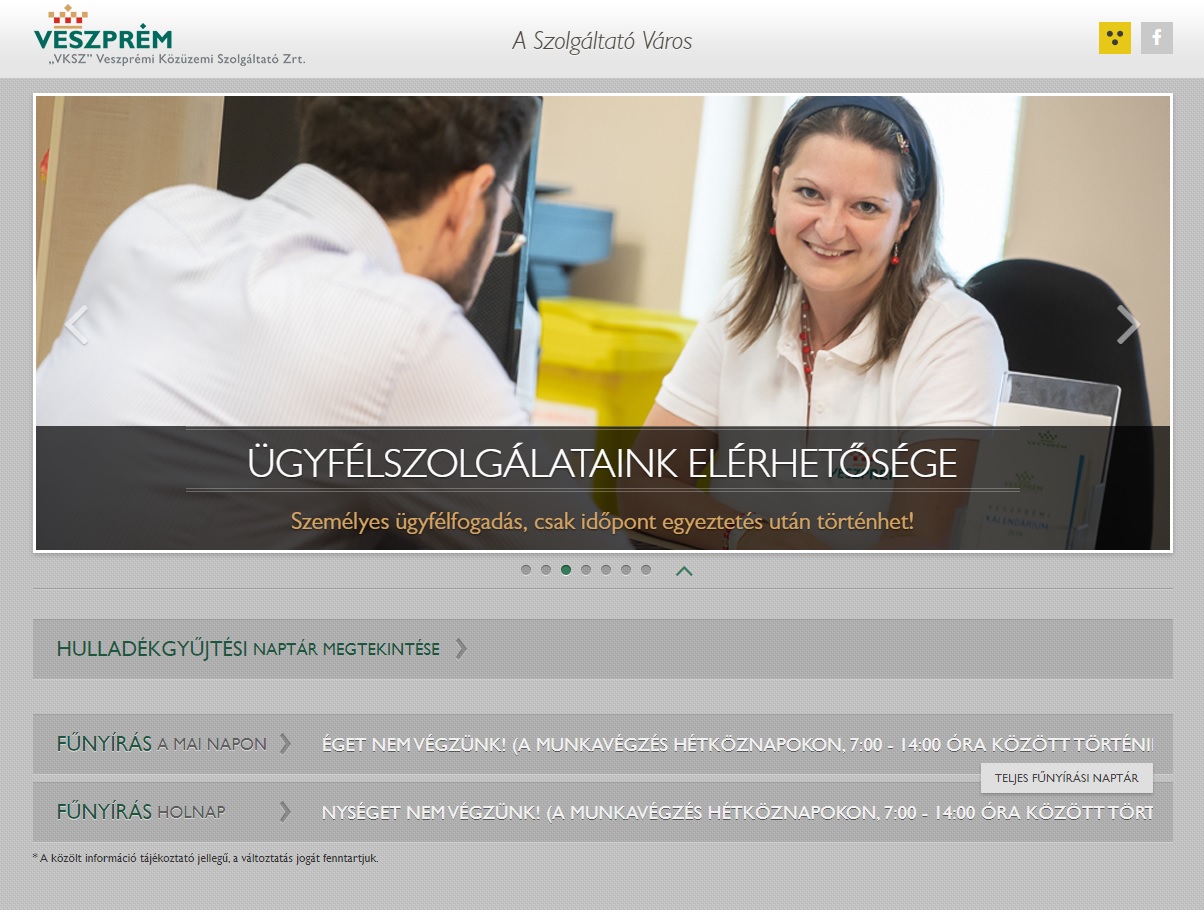 VESZPRÉM
„VKSZ” Veszprémi Közüzemi Szolgáltató Zrt.
A Szolgáltató Város
f
VESZPRÉM
KALENDÁRIUM
ÜGYFÉLSZOLGÁLATAINK ELÉRHETŐSÉGE
Személyes ügyfélfogadás, csak időpont egyeztetés után történhet!
HULLADÉKGYŰJTÉSI NAPTÁR MEGTEKINTÉSE
FŰNYÍRÁS A MAI NAPON
ÉGET NEM VÉGZÜNK! (A MUNKAVÉGZÉS HÉTKÖZNAPOKON, 7:00 - 14:00 ÓRA KÖZÖTT TÖRTÉNI
TELJES FŰNYÍRÁSI NAPTÁR
FŰNYÍRÁS HOLNAP
NYSÉGET NEM VÉGZÜNK! (A MUNKAVÉGZÉS HÉTKÖZNAPOKON, 7:00 - 14:00 ÓRA KÖZÖTT TÖRT
* A közölt információ tájékoztató jellegű, a változtatás jogát fenntartjuk.